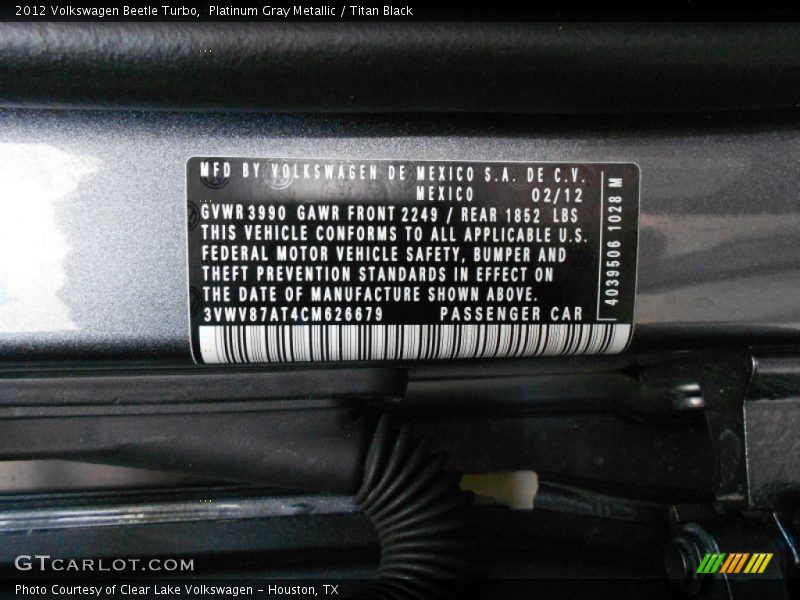 2012 Volkswagen Beetle Turbo,  Platinum Gray Metallic / Titan Black
MFD BY VOLKSWAGEN DE MEXICO S.A. DE C.V.
MEXICO 02/12
GVWR 3990 GAWR FRONT 2249 / REAR 1852 LBS
THIS VEHICLE CONFORMS TO ALL APPLICABLE U.S.
FEDERAL MOTOR VEHICLE SAFETY, BUMPER AND
THEFT PREVENTION STANDARDS IN EFFECT ON
THE DATE OF MANUFACTURE SHOWN ABOVE.
3VWV87AT4CM626679 PASSENGER CAR
4039506 1028 M
GTCARLOT.COM
Photo Courtesy of Clear Lake Volkswagen – Houston, TX